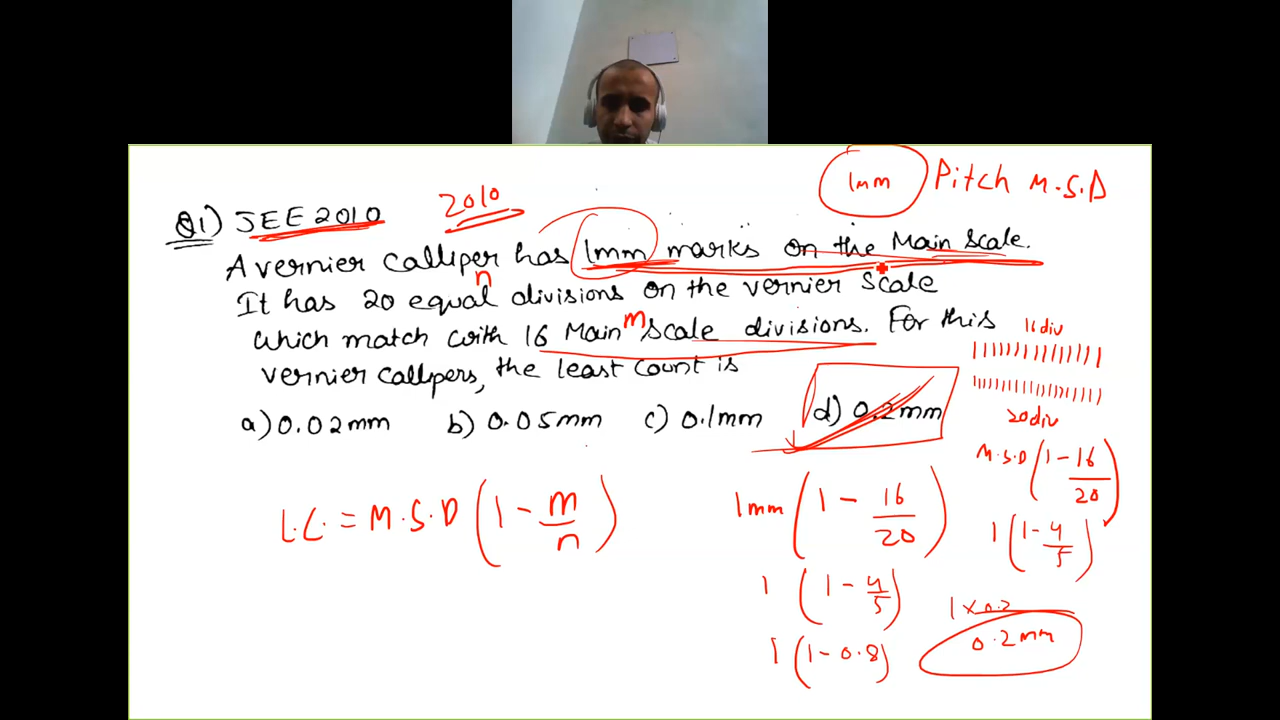 1mm Pitch M.S.D
Q1) JEE 2010 2010
A vernier calliper has 1mm marks on the Main scale.
n
It has 20 equal divisions on the vernier scale
m
which match with 16 Main scale divisions. For this
16 div
vernier callipers, the least count is
a) 0.02mm b) 0.05mm c) 0.1mm d) 0.2mm
20div
M.S.D (1 - 16/20)
L.C. = M.S.D (1 - m/n)
1mm (1 - 16/20)
1 (1 - 4/5)
1 (1 - 4/5)
1 x 0.2
1 (1 - 0.8)
0.2mm